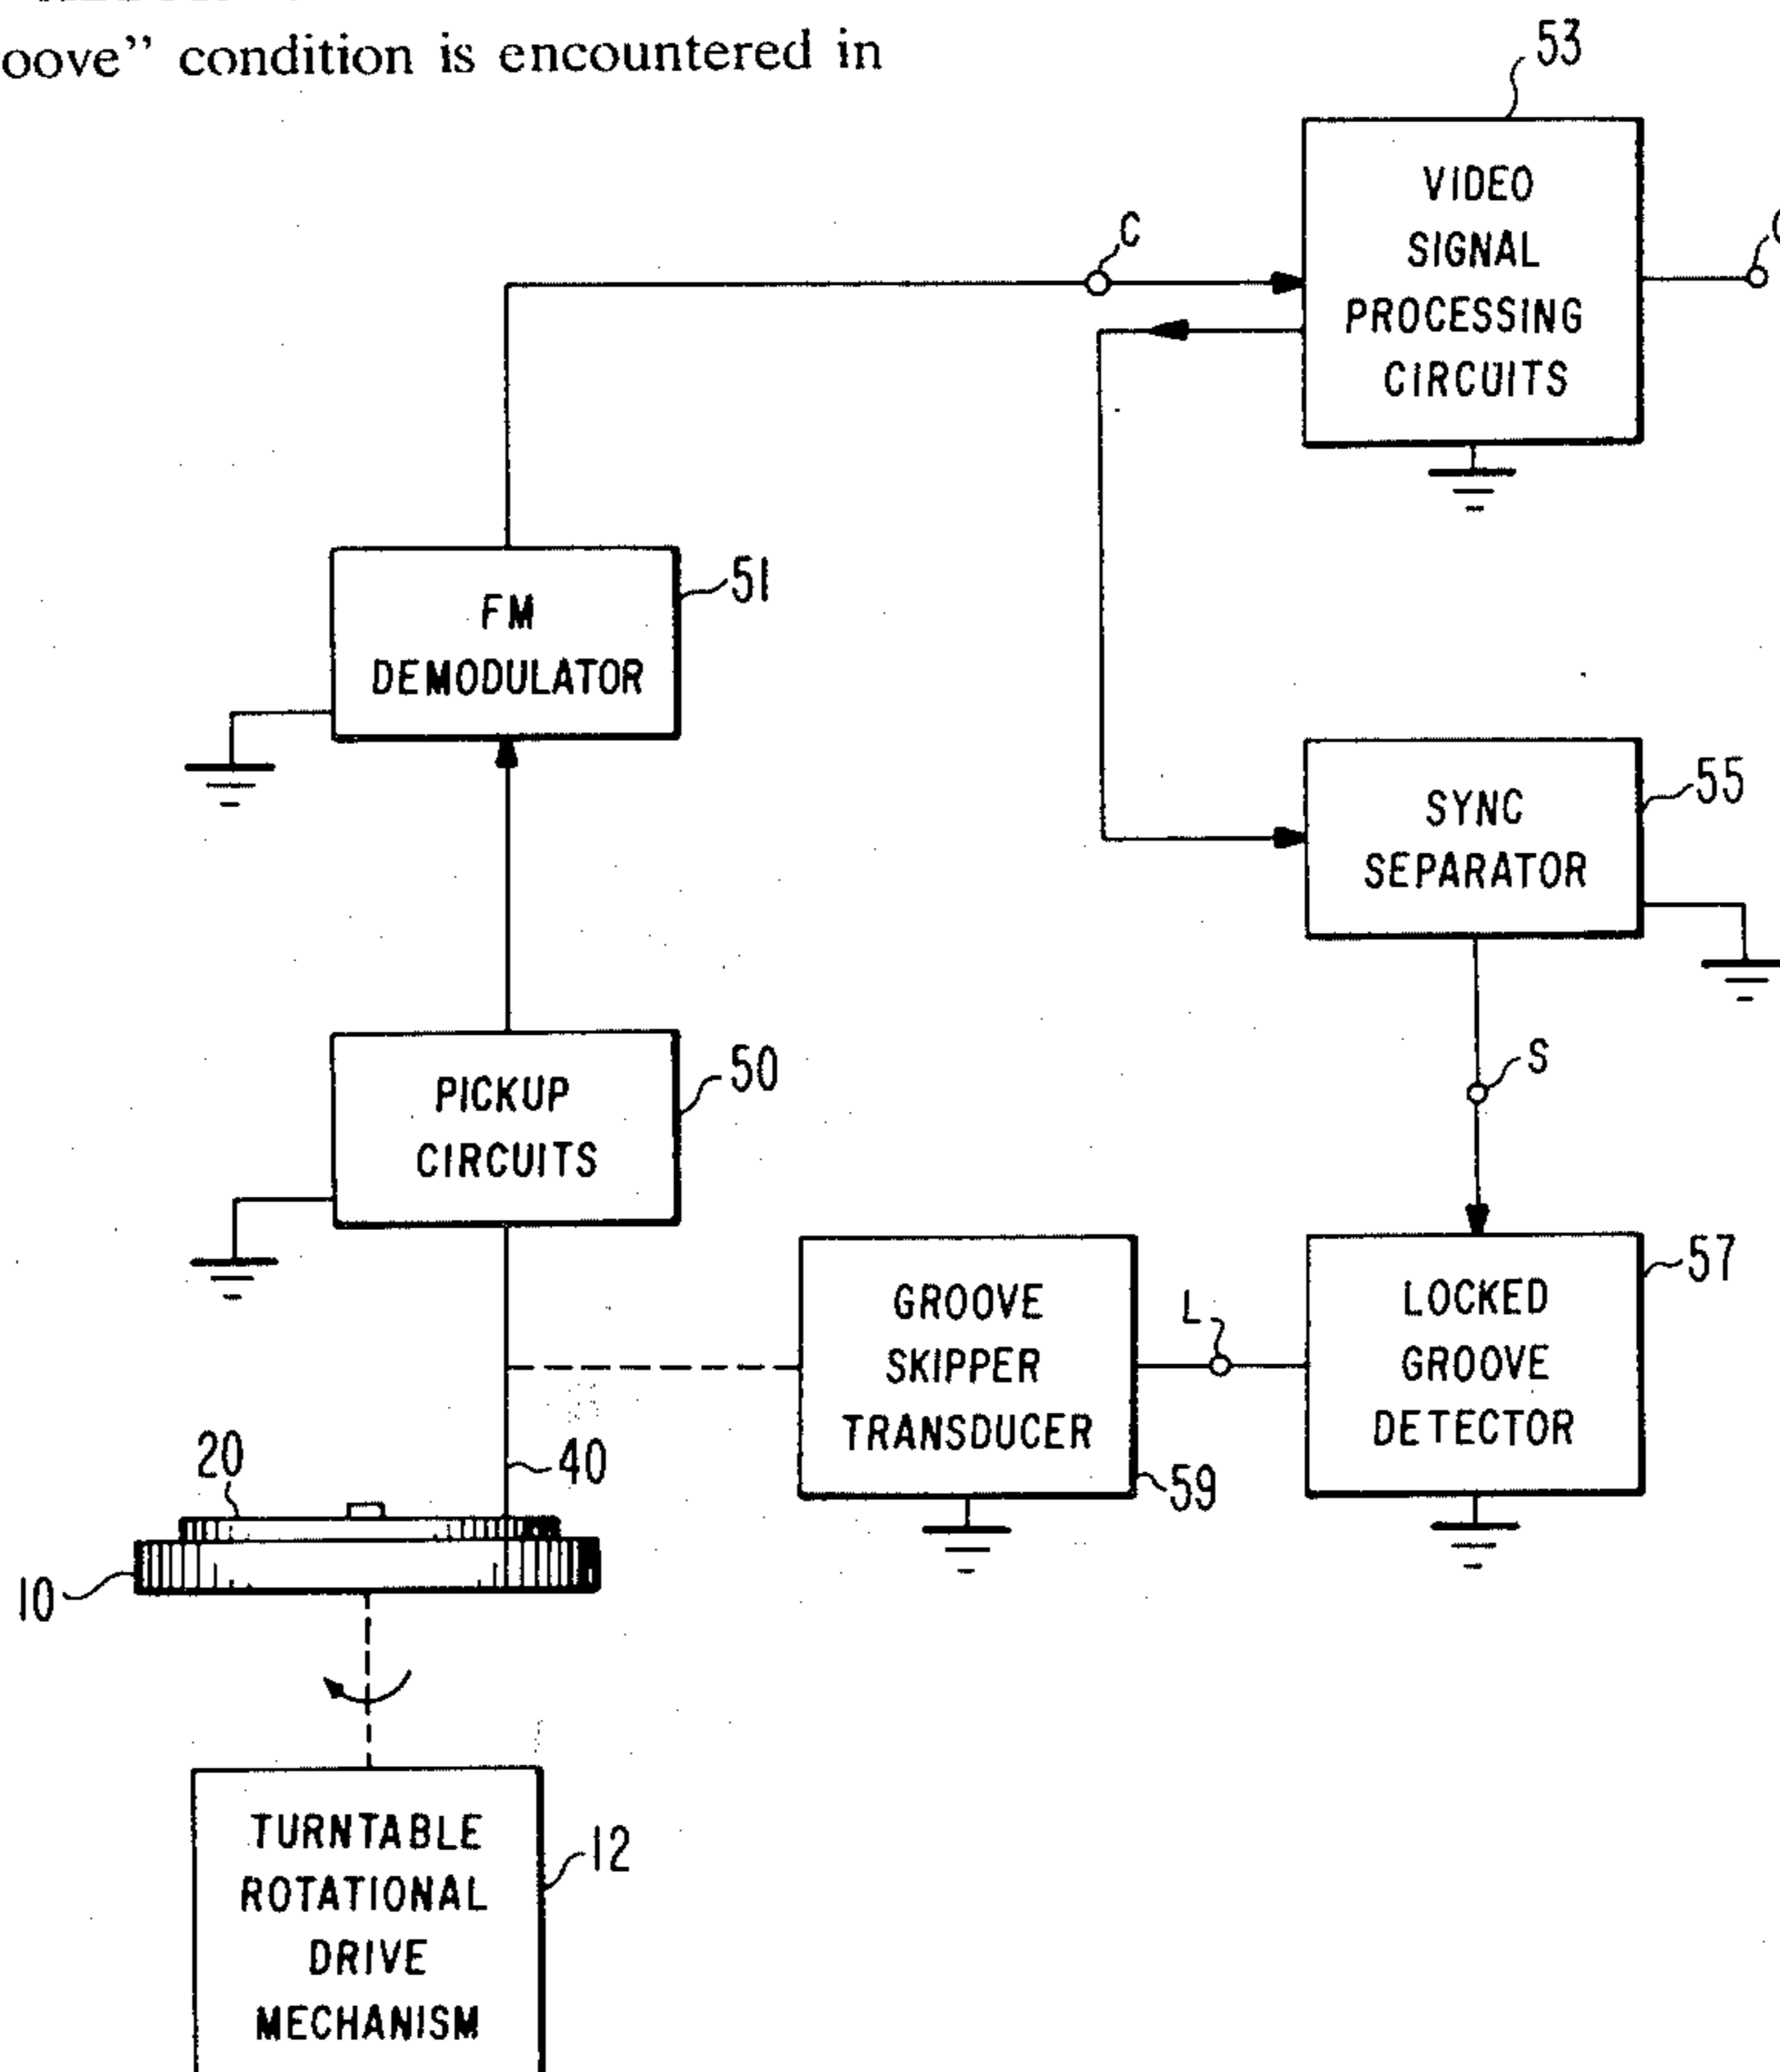 oove” condition is encountered in
53
VIDEO
SIGNAL
PROCESSING
CIRCUITS
C
FM
DEMODULATOR
51
SYNC
SEPARATOR
55
PICKUP
CIRCUITS
50
S
GROOVE
SKIPPER
TRANSDUCER
59
L
LOCKED
GROOVE
DETECTOR
57
20
40
10
TURNTABLE
ROTATIONAL
DRIVE
MECHANISM
12